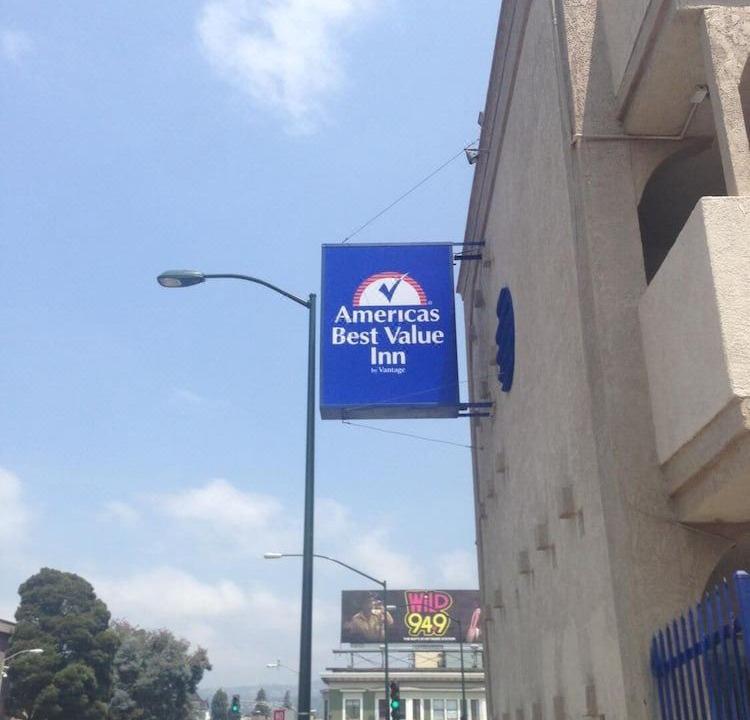 Americas
Best Value
Inn
by Vantage
WiLD
949